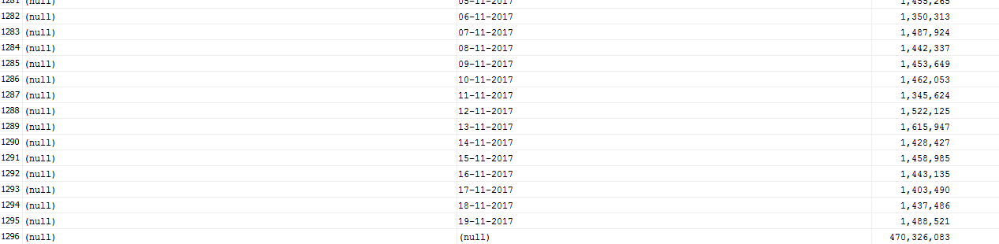 1281 (null) 05-11-2017 1,455,265
1282 (null) 06-11-2017 1,350,313
1283 (null) 07-11-2017 1,487,924
1284 (null) 08-11-2017 1,442,337
1285 (null) 09-11-2017 1,453,649
1286 (null) 10-11-2017 1,462,053
1287 (null) 11-11-2017 1,345,624
1288 (null) 12-11-2017 1,522,125
1289 (null) 13-11-2017 1,615,947
1290 (null) 14-11-2017 1,428,427
1291 (null) 15-11-2017 1,458,985
1292 (null) 16-11-2017 1,443,135
1293 (null) 17-11-2017 1,403,490
1294 (null) 18-11-2017 1,437,486
1295 (null) 19-11-2017 1,488,521
1296 (null) (null) 470,326,083